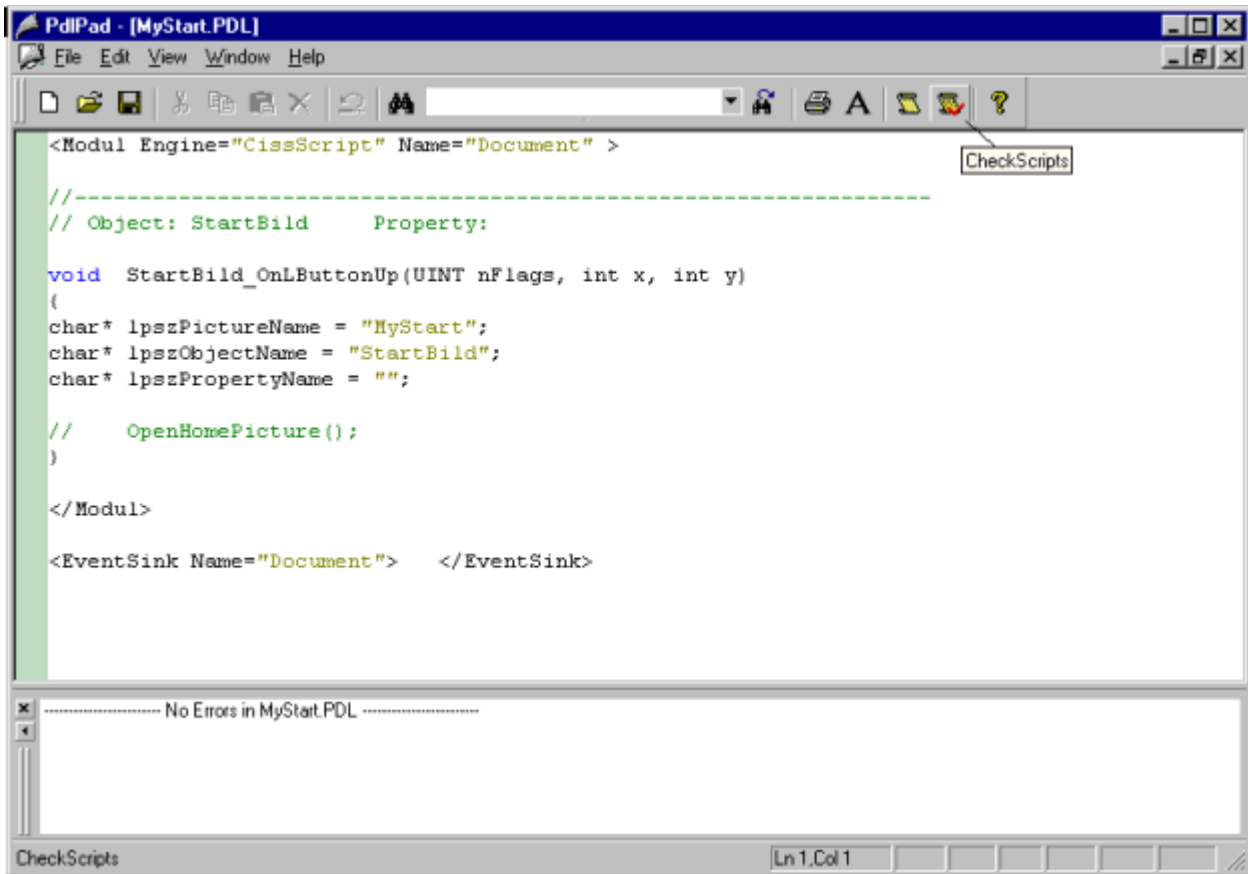 PdlPad - [MyStart.PDL]
File Edit View Window Help
A ?
<Modul Engine="CissScript" Name="Document" >
CheckScripts
//------------------------------------------------------------------
// Object: StartBild     Property:
void  StartBild_OnLButtonUp(UINT nFlags, int x, int y)
{
char* lpszPictureName = "MyStart";
char* lpszObjectName = "StartBild";
char* lpszPropertyName = "";
//    OpenHomePicture();
}
</Modul>
<EventSink Name="Document">   </EventSink>
-------------------------- No Errors in MyStart.PDL --------------------------
CheckScripts Ln 1,Col 1